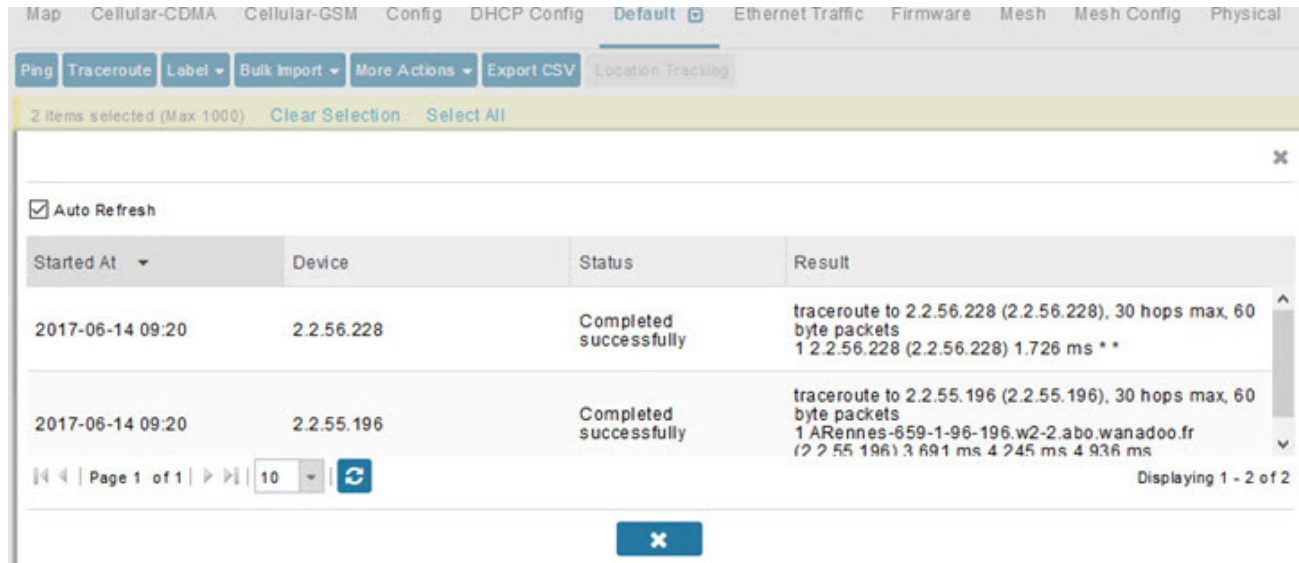 Map Cellular-CDMA Cellular-GSM Config DHCP Config Default Ethernet Traffic Firmware Mesh Mesh Config Physical
Ping Traceroute Label Bulk Import More Actions Export CSV Location Tracking
2 Items selected (Max 1000) Clear Selection Select All
Auto Refresh
Started At Device Status Result
2017-06-14 09:20 2.2.56.228 Completed successfully traceroute to 2.2.56.228 (2.2.56.228), 30 hops max, 60
byte packets
1 2.2.56.228 (2.2.56.228) 1.726 ms * *
2017-06-14 09:20 2.2.55.196 Completed successfully traceroute to 2.2.55.196 (2.2.55.196), 30 hops max, 60
byte packets
1 ARennes-659-1-96-196.w2-2.abo.wanadoo.fr
(2.2.55.196) 3.691 ms 4.245 ms 4.936 ms
Page 1 of 1 10 Displaying 1 - 2 of 2